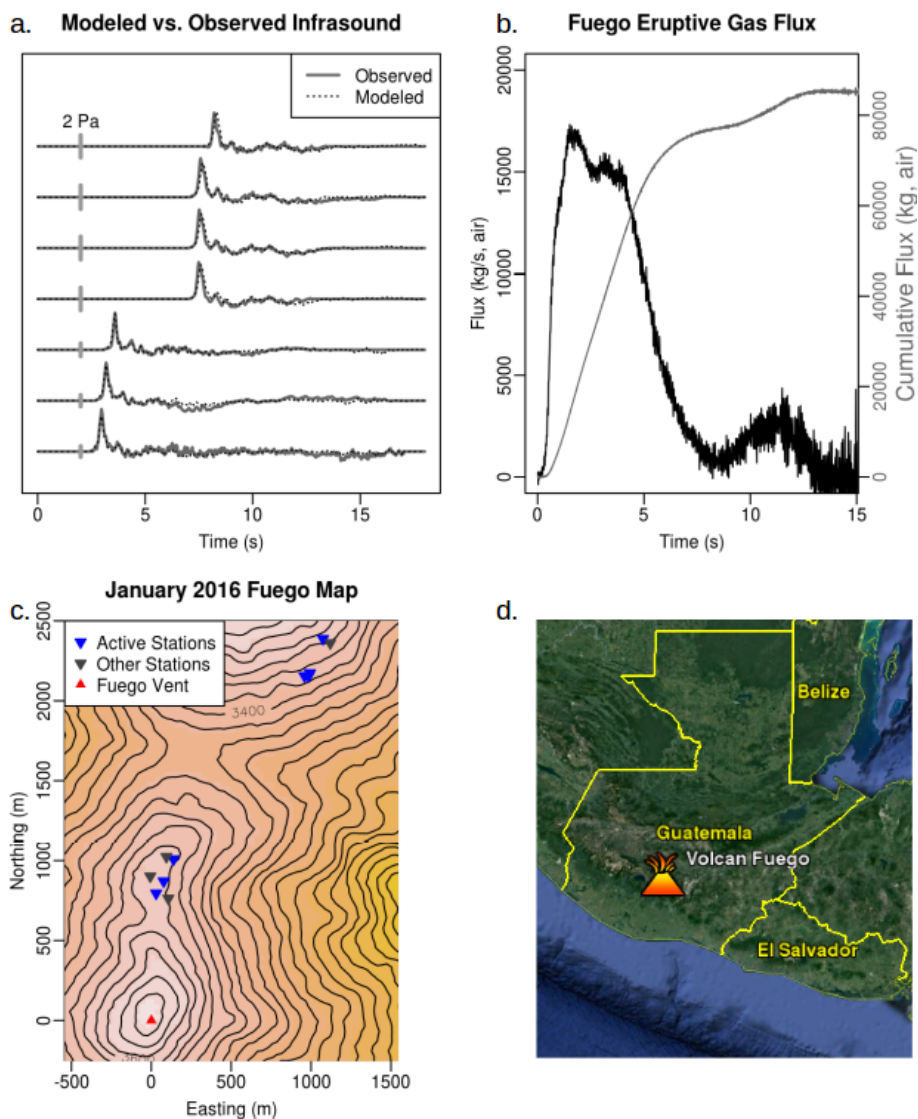 a.
Modeled vs. Observed Infrasound
Observed
Modeled
2 Pa
0
5
10
15
Time (s)
b.
Fuego Eruptive Gas Flux
20000
15000
10000
5000
0
Flux (kg/s, air)
80000
60000
40000
20000
0
Cumulative Flux (kg, air)
0
5
10
15
Time (s)
c.
January 2016 Fuego Map
Active Stations
Other Stations
Fuego Vent
3400
2500
2000
1500
1000
500
0
Northing (m)
-500
0
500
1000
1500
Easting (m)
d.
Belize
Guatemala
Volcan Fuego
El Salvador